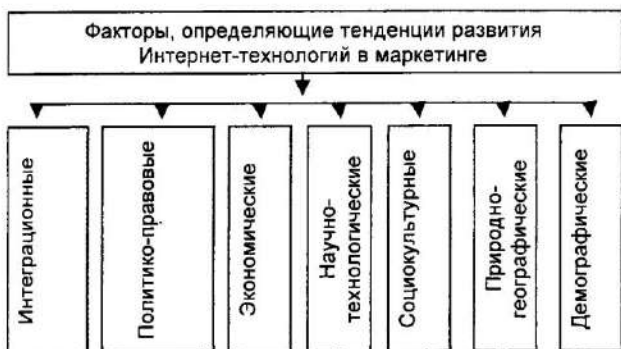 Факторы, определяющие тенденции развития
Интернет-технологий в маркетинге
Интеграционные
Политико-правовые
Экономические
Научно-
технологические
Социокультурные
Природно-
географические
Демографические